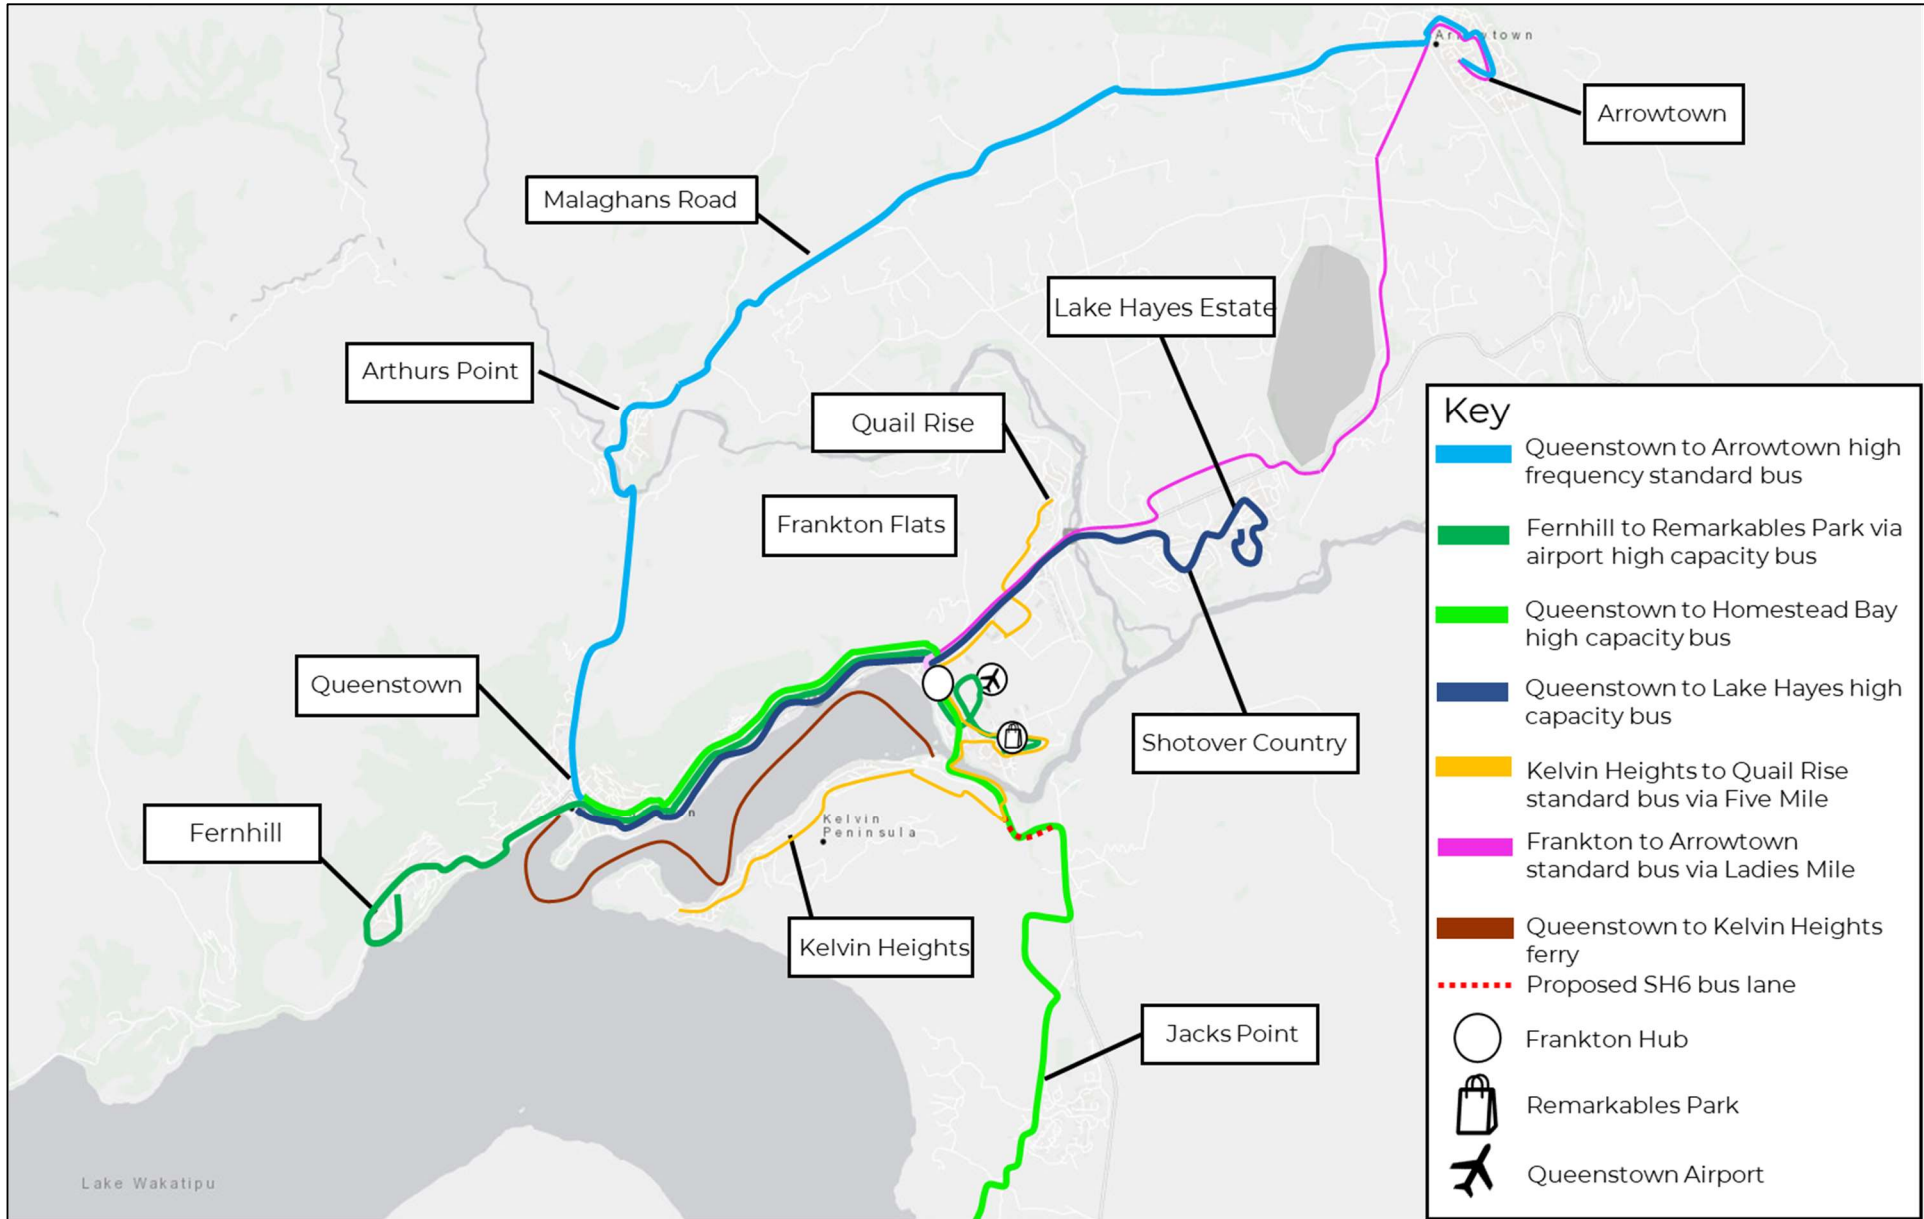 Arrowtown
Malaghans Road
Lake Hayes Estate
Arthurs Point
Quail Rise
Frankton Flats
Queenstown
Shotover Country
Fernhill
Kelvin
Peninsula
Kelvin Heights
Jacks Point
Lake Wakatipu
Key
Queenstown to Arrowtown high
frequency standard bus
Fernhill to Remarkables Park via
airport high capacity bus
Queenstown to Homestead Bay
high capacity bus
Queenstown to Lake Hayes high
capacity bus
Kelvin Heights to Quail Rise
standard bus via Five Mile
Frankton to Arrowtown
standard bus via Ladies Mile
Queenstown to Kelvin Heights
ferry
Proposed SH6 bus lane
Frankton Hub
Remarkables Park
Queenstown Airport